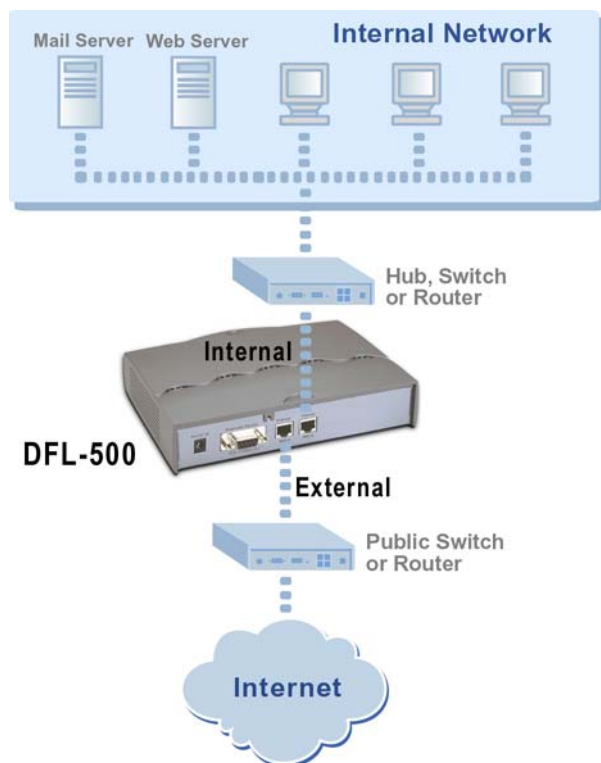 Internal Network
Mail Server
Web Server
Hub, Switch
or Router
Internal
DFL-500
External
Public Switch
or Router
Internet